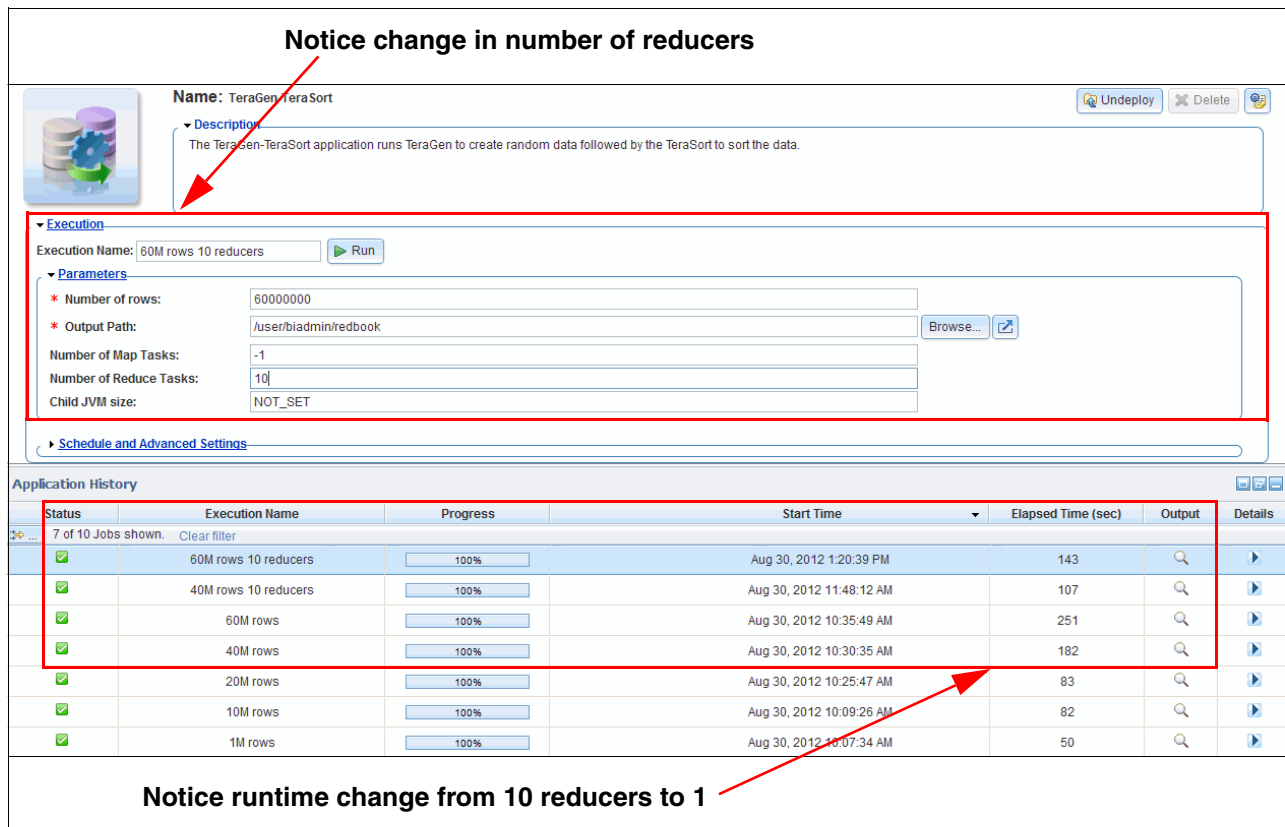 Notice change in number of reducers
Name: TeraGen-TeraSort
Undeploy
Delete
Description
The TeraGen-TeraSort application runs TeraGen to create random data followed by the TeraSort to sort the data.
Execution
Execution Name: 60M rows 10 reducers Run
Parameters
* Number of rows: 60000000
* Output Path: /user/biadmin/redbook Browse...
Number of Map Tasks: -1
Number of Reduce Tasks: 10
Child JVM size: NOT_SET
Schedule and Advanced Settings
Application History
Status Execution Name Progress Start Time Elapsed Time (sec) Output Details
... 7 of 10 Jobs shown. Clear filter
60M rows 10 reducers 100% Aug 30, 2012 1:20:39 PM 143
40M rows 10 reducers 100% Aug 30, 2012 11:48:12 AM 107
60M rows 100% Aug 30, 2012 10:35:49 AM 251
40M rows 100% Aug 30, 2012 10:30:35 AM 182
20M rows 100% Aug 30, 2012 10:25:47 AM 83
10M rows 100% Aug 30, 2012 10:09:26 AM 82
1M rows 100% Aug 30, 2012 10:07:34 AM 50
Notice runtime change from 10 reducers to 1